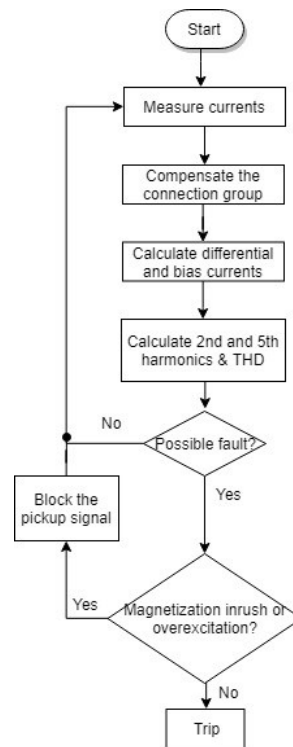 Start
Measure currents
Compensate the
connection group
Calculate differential
and bias currents
Calculate 2nd and 5th
harmonics & THD
No
Possible fault?
Block the
pickup signal
Yes
Yes
Magnetization inrush or
overexcitation?
No
Trip